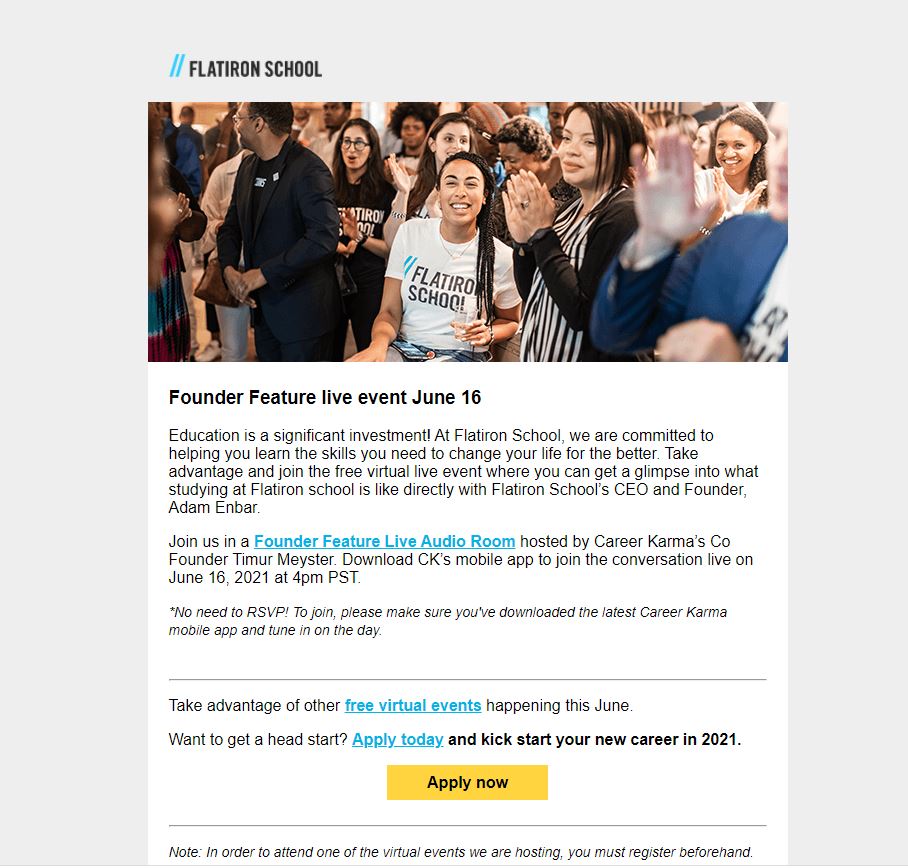 // FLATIRON SCHOOL
FLATIRON
SCHOOL
FLATIRO
SCHOOL
Founder Feature live event June 16
Education is a significant investment! At Flatiron School, we are committed to
helping you learn the skills you need to change your life for the better. Take
advantage and join the free virtual live event where you can get a glimpse into what
studying at Flatiron school is like directly with Flatiron School’s CEO and Founder,
Adam Enbar.
Join us in a Founder Feature Live Audio Room hosted by Career Karma’s Co
Founder Timur Meyster. Download CK’s mobile app to join the conversation live on
June 16, 2021 at 4pm PST.
*No need to RSVP! To join, please make sure you've downloaded the latest Career Karma
mobile app and tune in on the day.
Take advantage of other free virtual events happening this June.
Want to get a head start? Apply today and kick start your new career in 2021.
Apply now
Note: In order to attend one of the virtual events we are hosting, you must register beforehand.